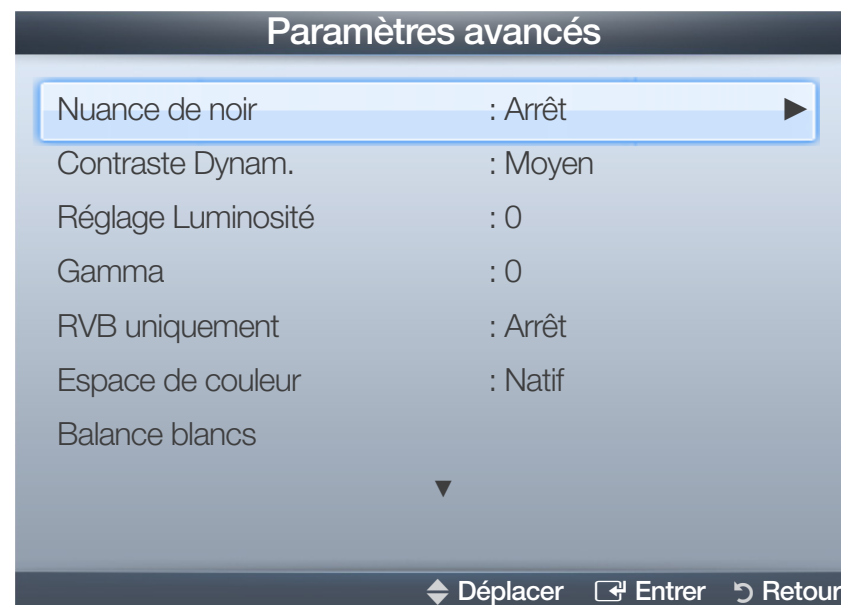 Paramètres avancés
Nuance de noir : Arrêt ►
Contraste Dynam. : Moyen
Réglage Luminosité : 0
Gamma : 0
RVB uniquement : Arrêt
Espace de couleur : Natif
Balance blancs
▼
Déplacer Entrer Retour